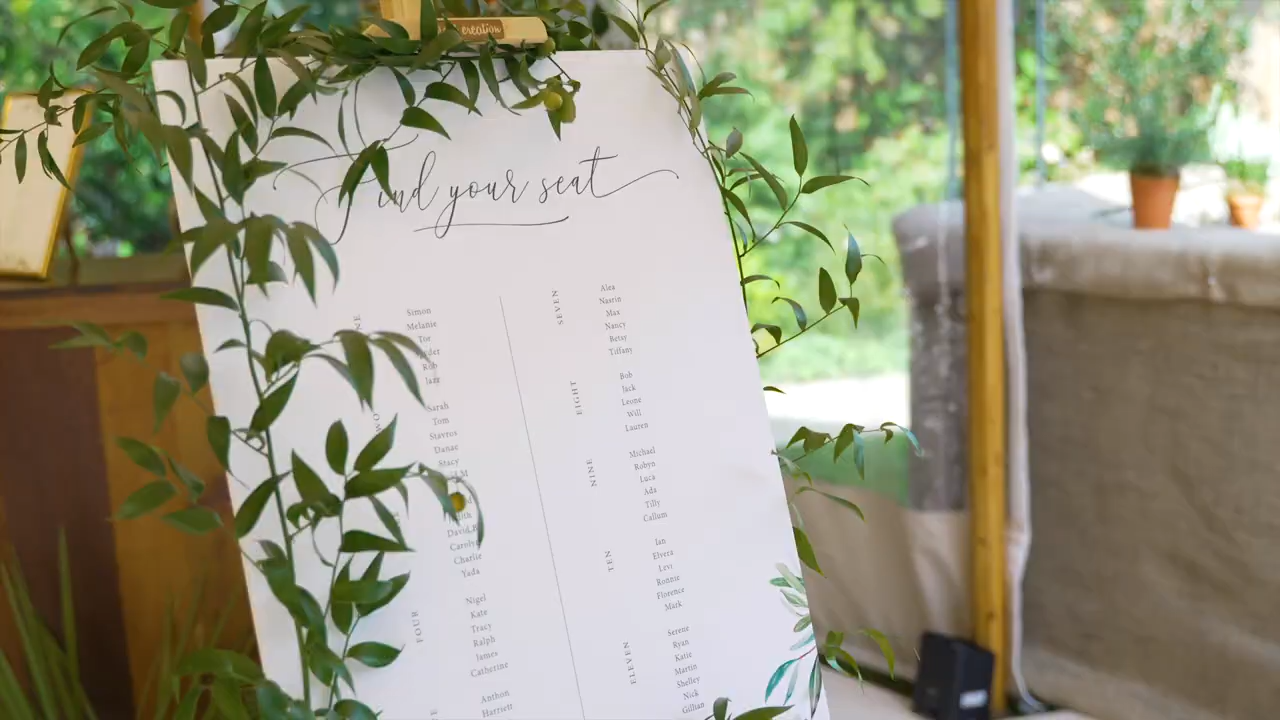 creation
Find your seat
Simon
Melanie
Rob
Jazz
Sarah
Tom
Stavros
Danae
Stacy
David
Carolyn
Charlie
Yada
FOUR
Nigel
Kate
Tracy
Ralph
James
Catherine
Anthon
Harriett
SEVEN
Alea
Nasrin
Max
Nancy
Betsy
Tiffany
EIGHT
Bob
Jack
Leone
Will
Lauren
NINE
Michael
Robyn
Luca
Ada
Tilly
Callum
TEN
Ian
Elvera
Levi
Ronnie
Florence
Mark
ELEVEN
Serene
Ryan
Katie
Martin
Shelley
Nick
Gillian